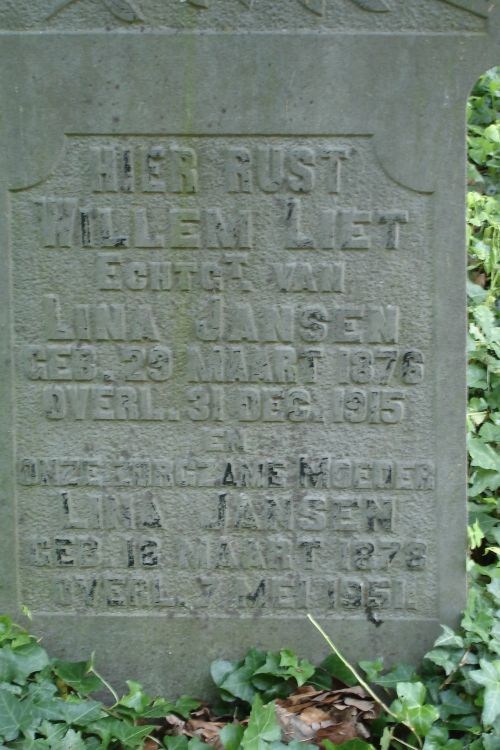 HIER RUST
WILLEM LIET
ECHTGT. VAN
LINA JANSEN
GEB. 29 MAART 1876
OVERL. 31 DEC. 1915
EN
ONZE ZORGZAME MOEDER
LINA JANSEN
GEB. 18 MAART 1878
OVERL. 7 MEI 1951.